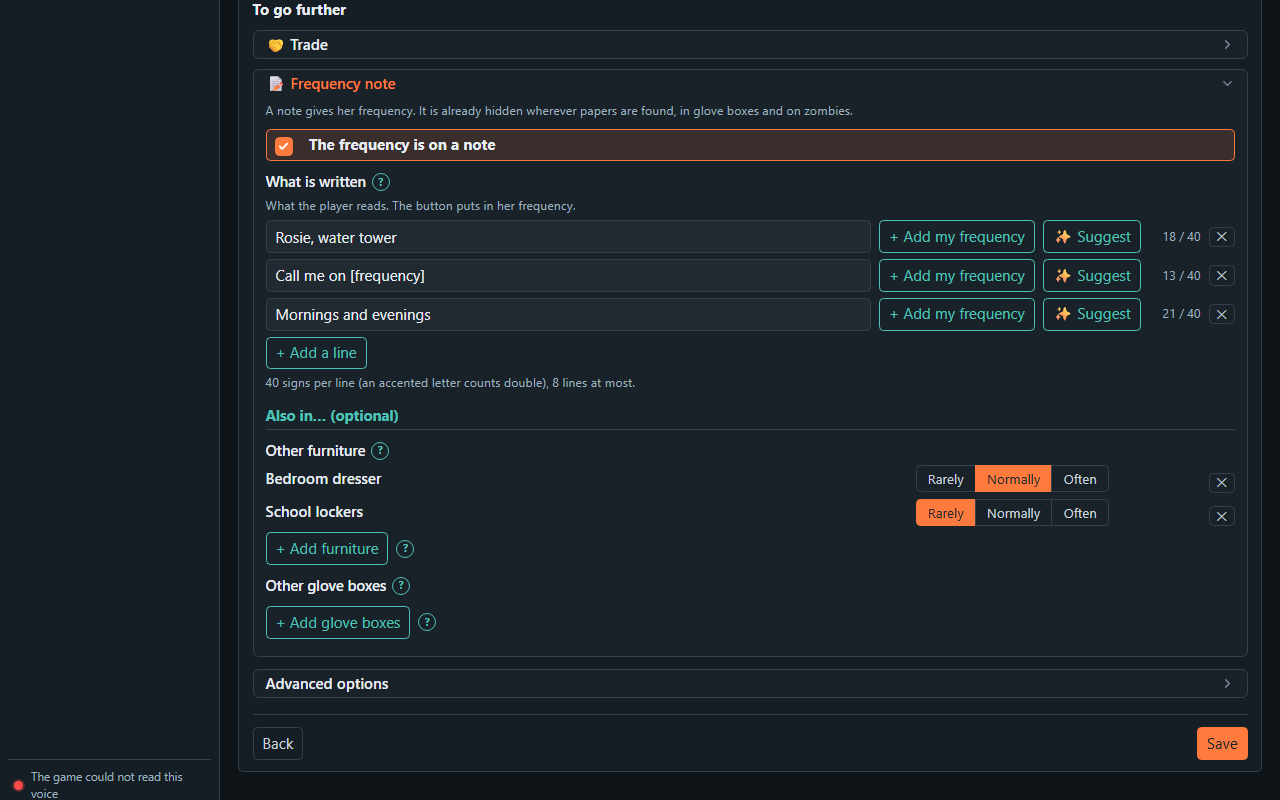 To go further
Trade
Frequency note
A note gives her frequency. It is already hidden wherever papers are found, in glove boxes and on zombies.
The frequency is on a note
What is written ?
What the player reads. The button puts in her frequency.
Rosie, water tower + Add my frequency Suggest 18 / 40
Call me on [frequency] + Add my frequency Suggest 13 / 40
Mornings and evenings + Add my frequency Suggest 21 / 40
+ Add a line
40 signs per line (an accented letter counts double), 8 lines at most.
Also in... (optional)
Other furniture ?
Bedroom dresser Rarely Normally Often
School lockers Rarely Normally Often
+ Add furniture ?
Other glove boxes ?
+ Add glove boxes ?
Advanced options
Back Save
The game could not read this
voice